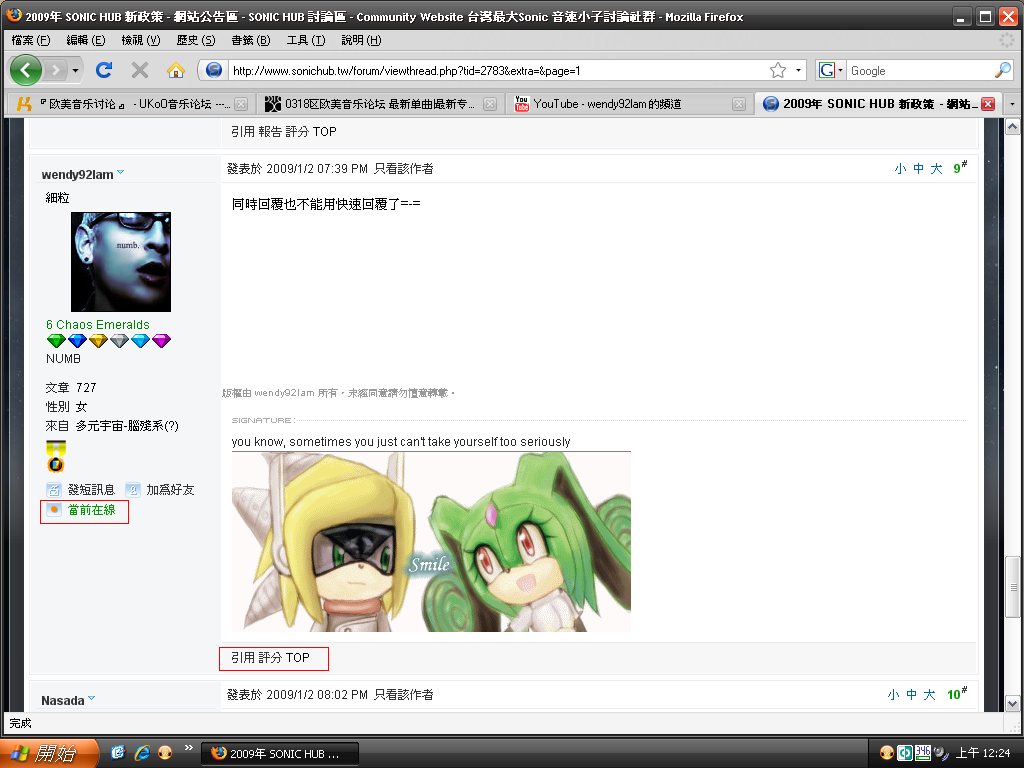 2009年 SONIC HUB 新政策 - 網站公告區 - SONIC HUB 討論區 - Community Website 台灣最大Sonic 音速小子討論社群 - Mozilla Firefox
檔案 (F) 編輯 (E) 檢視 (V) 歷史 (S) 書籤 (B) 工具 (T) 說明 (H)
http://www.sonichub.tw/forum/viewthread.php?tid=2783&extra=&page=1
G Google
『欧美音乐讨论』 - UKoO音乐论坛 ---... 0318区欧美音乐论坛 最新单曲|最新专... You Tube YouTube - wendy92lam 的頻道 2009年 SONIC HUB 新政策 - 網站...
引用 報告 評分 TOP
wendy92lam
發表於 2009/1/2 07:39 PM 只看該作者 小 中 大 9#
細粒
同時回覆也不能用快速回覆了=-=
numb.
6 Chaos Emeralds
NUMB
文章 727
性別 女
來自 多元宇宙-腦殘系(?)
版權由 wendy92lam 所有，未經同意請勿擅意轉載。
SIGNATURE:
you know, sometimes you just can't take yourself too seriously
發短訊息 加為好友
當前在線
Smile
引用 評分 TOP
Nasada
發表於 2009/1/2 08:02 PM 只看該作者 小 中 大 10#
完成
開始 2009年 SONIC HUB ... 346 上午 12:24